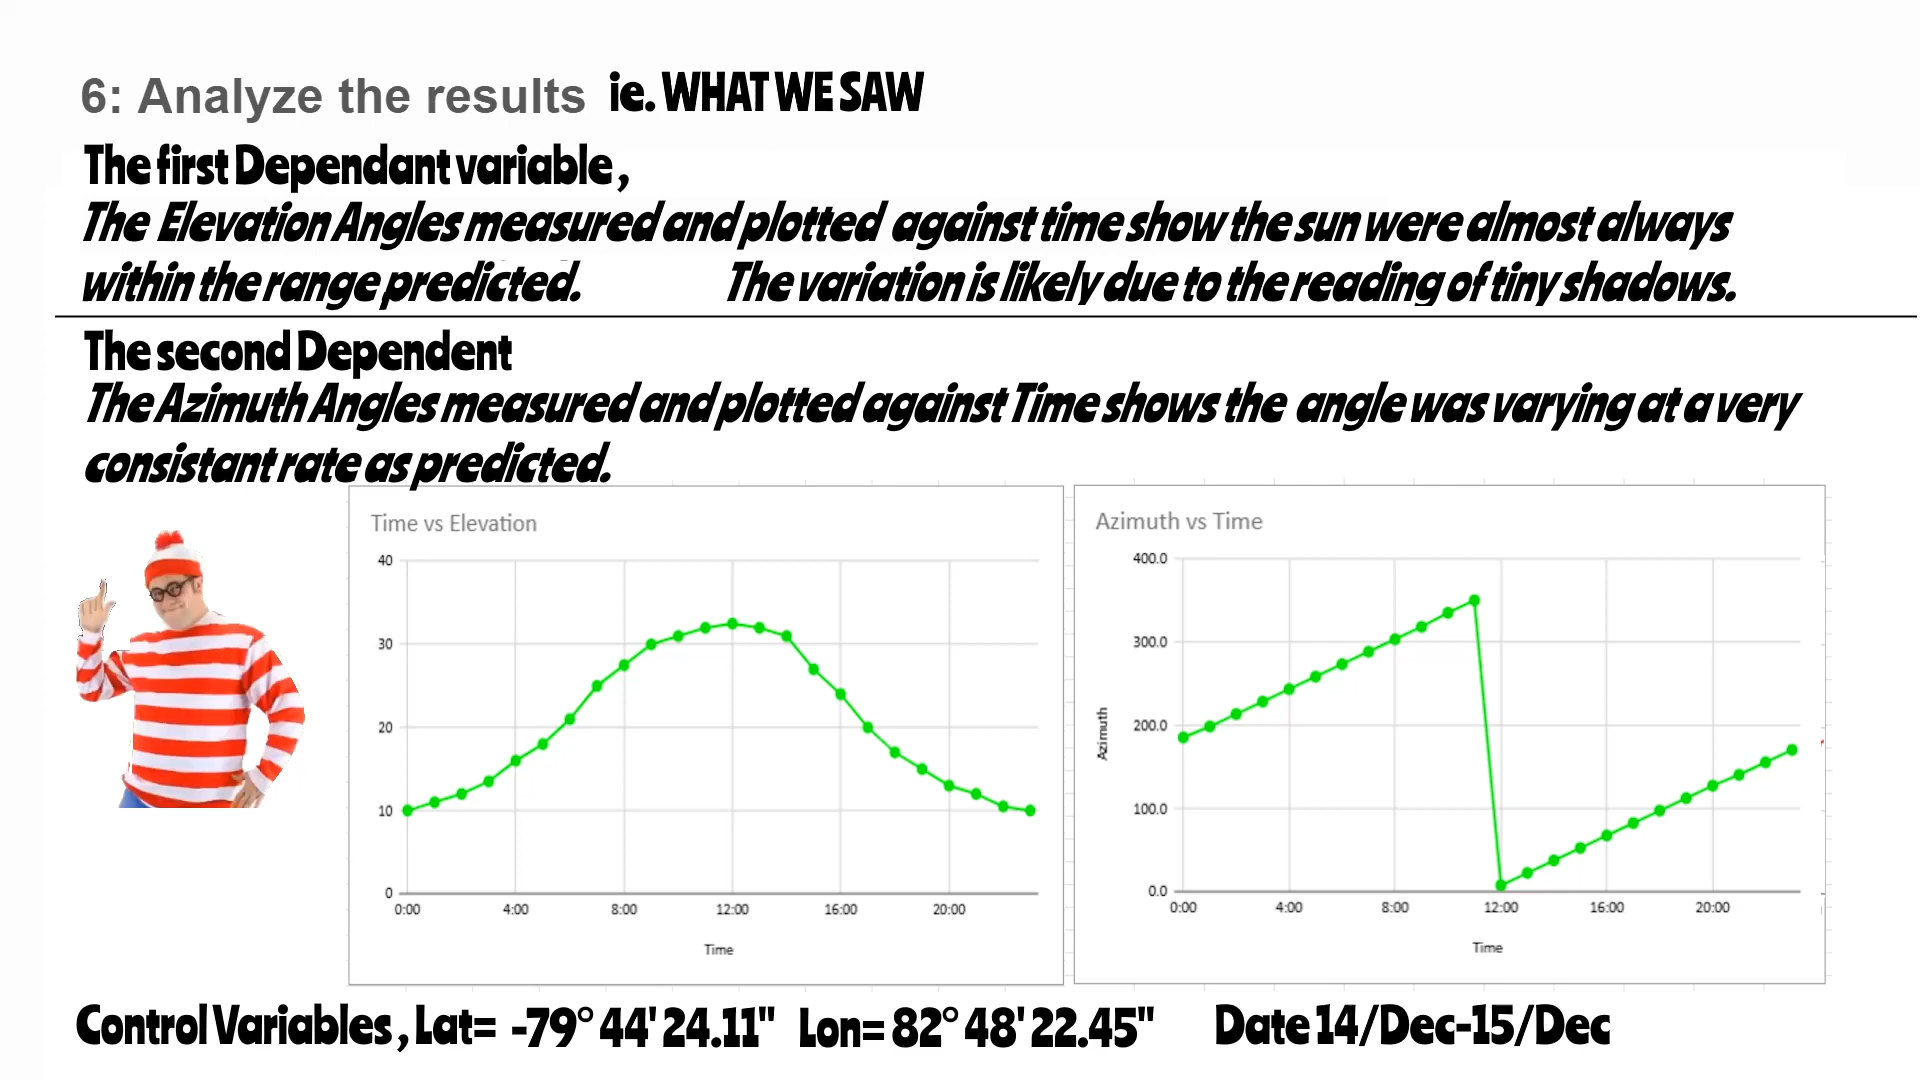 6: Analyze the results ie. WHAT WE SAW
The first Dependant variable,
The Elevation Angles measured and plotted against time show the sun were almost always
within the range predicted. The variation is likely due to the reading of tiny shadows.
The second Dependent
The Azimuth Angles measured and plotted against Time shows the angle was varying at a very
consistant rate as predicted.
Time vs Elevation
40
30
20
10
0
0:00 4:00 8:00 12:00 16:00 20:00
Time
Azimuth vs Time
400.0
300.0
200.0
100.0
0.0
Azimuth
0:00 4:00 8:00 12:00 16:00 20:00
Time
Control Variables, Lat= -79° 44' 24.11" Lon= 82° 48' 22.45" Date 14/Dec-15/Dec